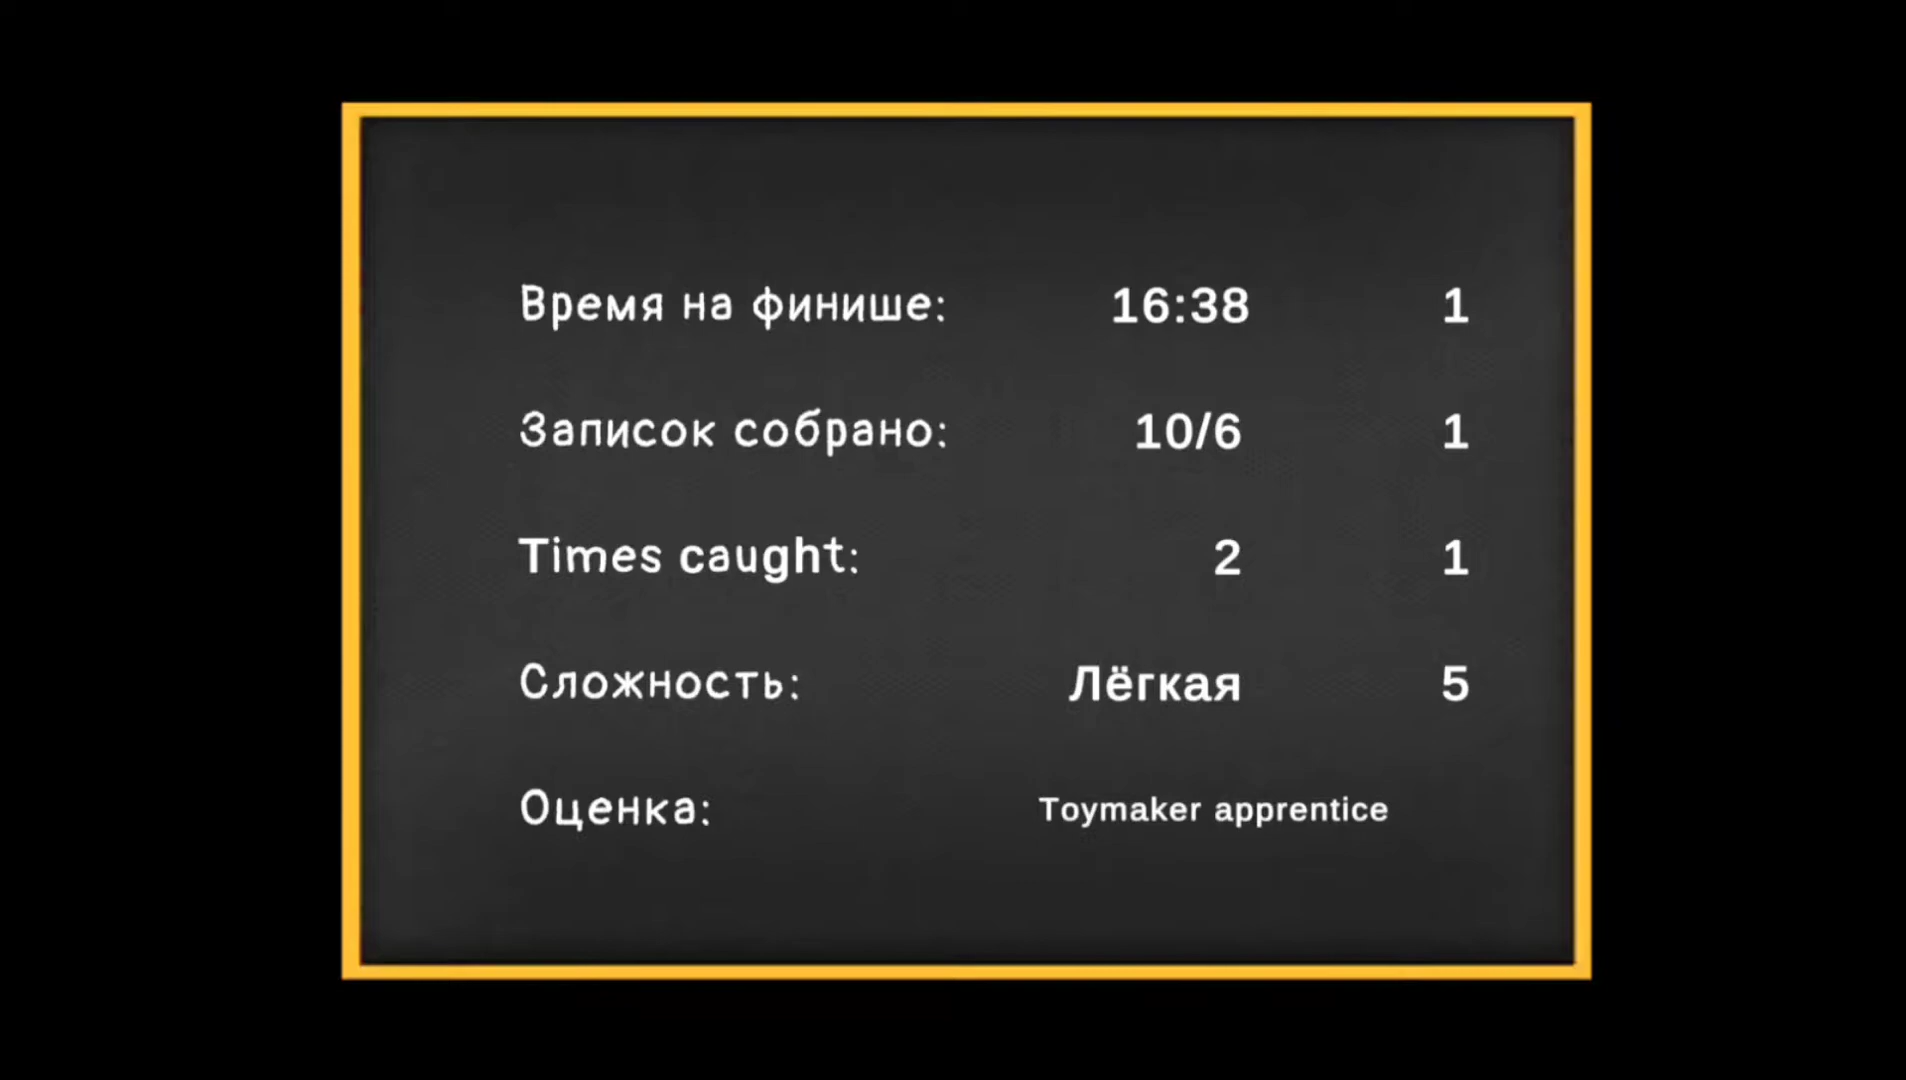 Время на финише: 16:38 1
Записок собрано: 10/6 1
Times caught: 2 1
Сложность: Лёгкая 5
Оценка: Toymaker apprentice